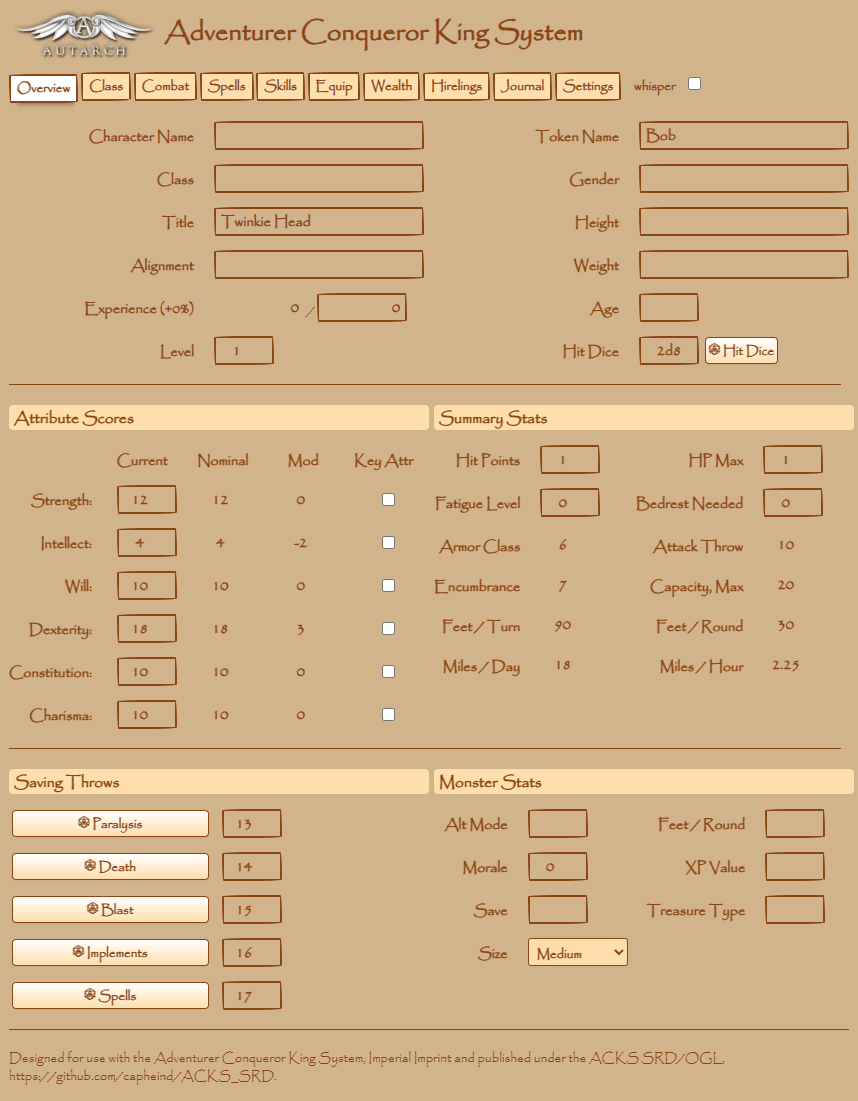 AUTARCH
Adventurer Conqueror King System
Overview Class Combat Spells Skills Equip Wealth Hirelings Journal Settings whisper
Character Name Token Name Bob
Class Gender
Title Twinkie Head Height
Alignment Weight
Experience (+0%) 0 / 0 Age
Level 1 Hit Dice 2d8 Hit Dice
Attribute Scores Summary Stats
Current Nominal Mod Key Attr Hit Points 1 HP Max 1
Strength: 12 12 0 Fatigue Level 0 Bedrest Needed 0
Intellect: 4 4 -2 Armor Class 6 Attack Throw 10
Will: 10 10 0 Encumbrance 7 Capacity, Max 20
Dexterity: 18 18 3 Feet / Turn 90 Feet / Round 30
Constitution: 10 10 0 Miles / Day 18 Miles / Hour 2.25
Charisma: 10 10 0
Saving Throws Monster Stats
Paralysis 13 Alt Mode Feet / Round
Death 14 Morale 0 XP Value
Blast 15 Save Treasure Type
Implements 16 Size Medium
Spells 17
Designed for use with the Adventurer Conqueror King System, Imperial Imprint and published under the ACKS SRD/OGL,
https://github.com/capheind/ACKS_SRD.